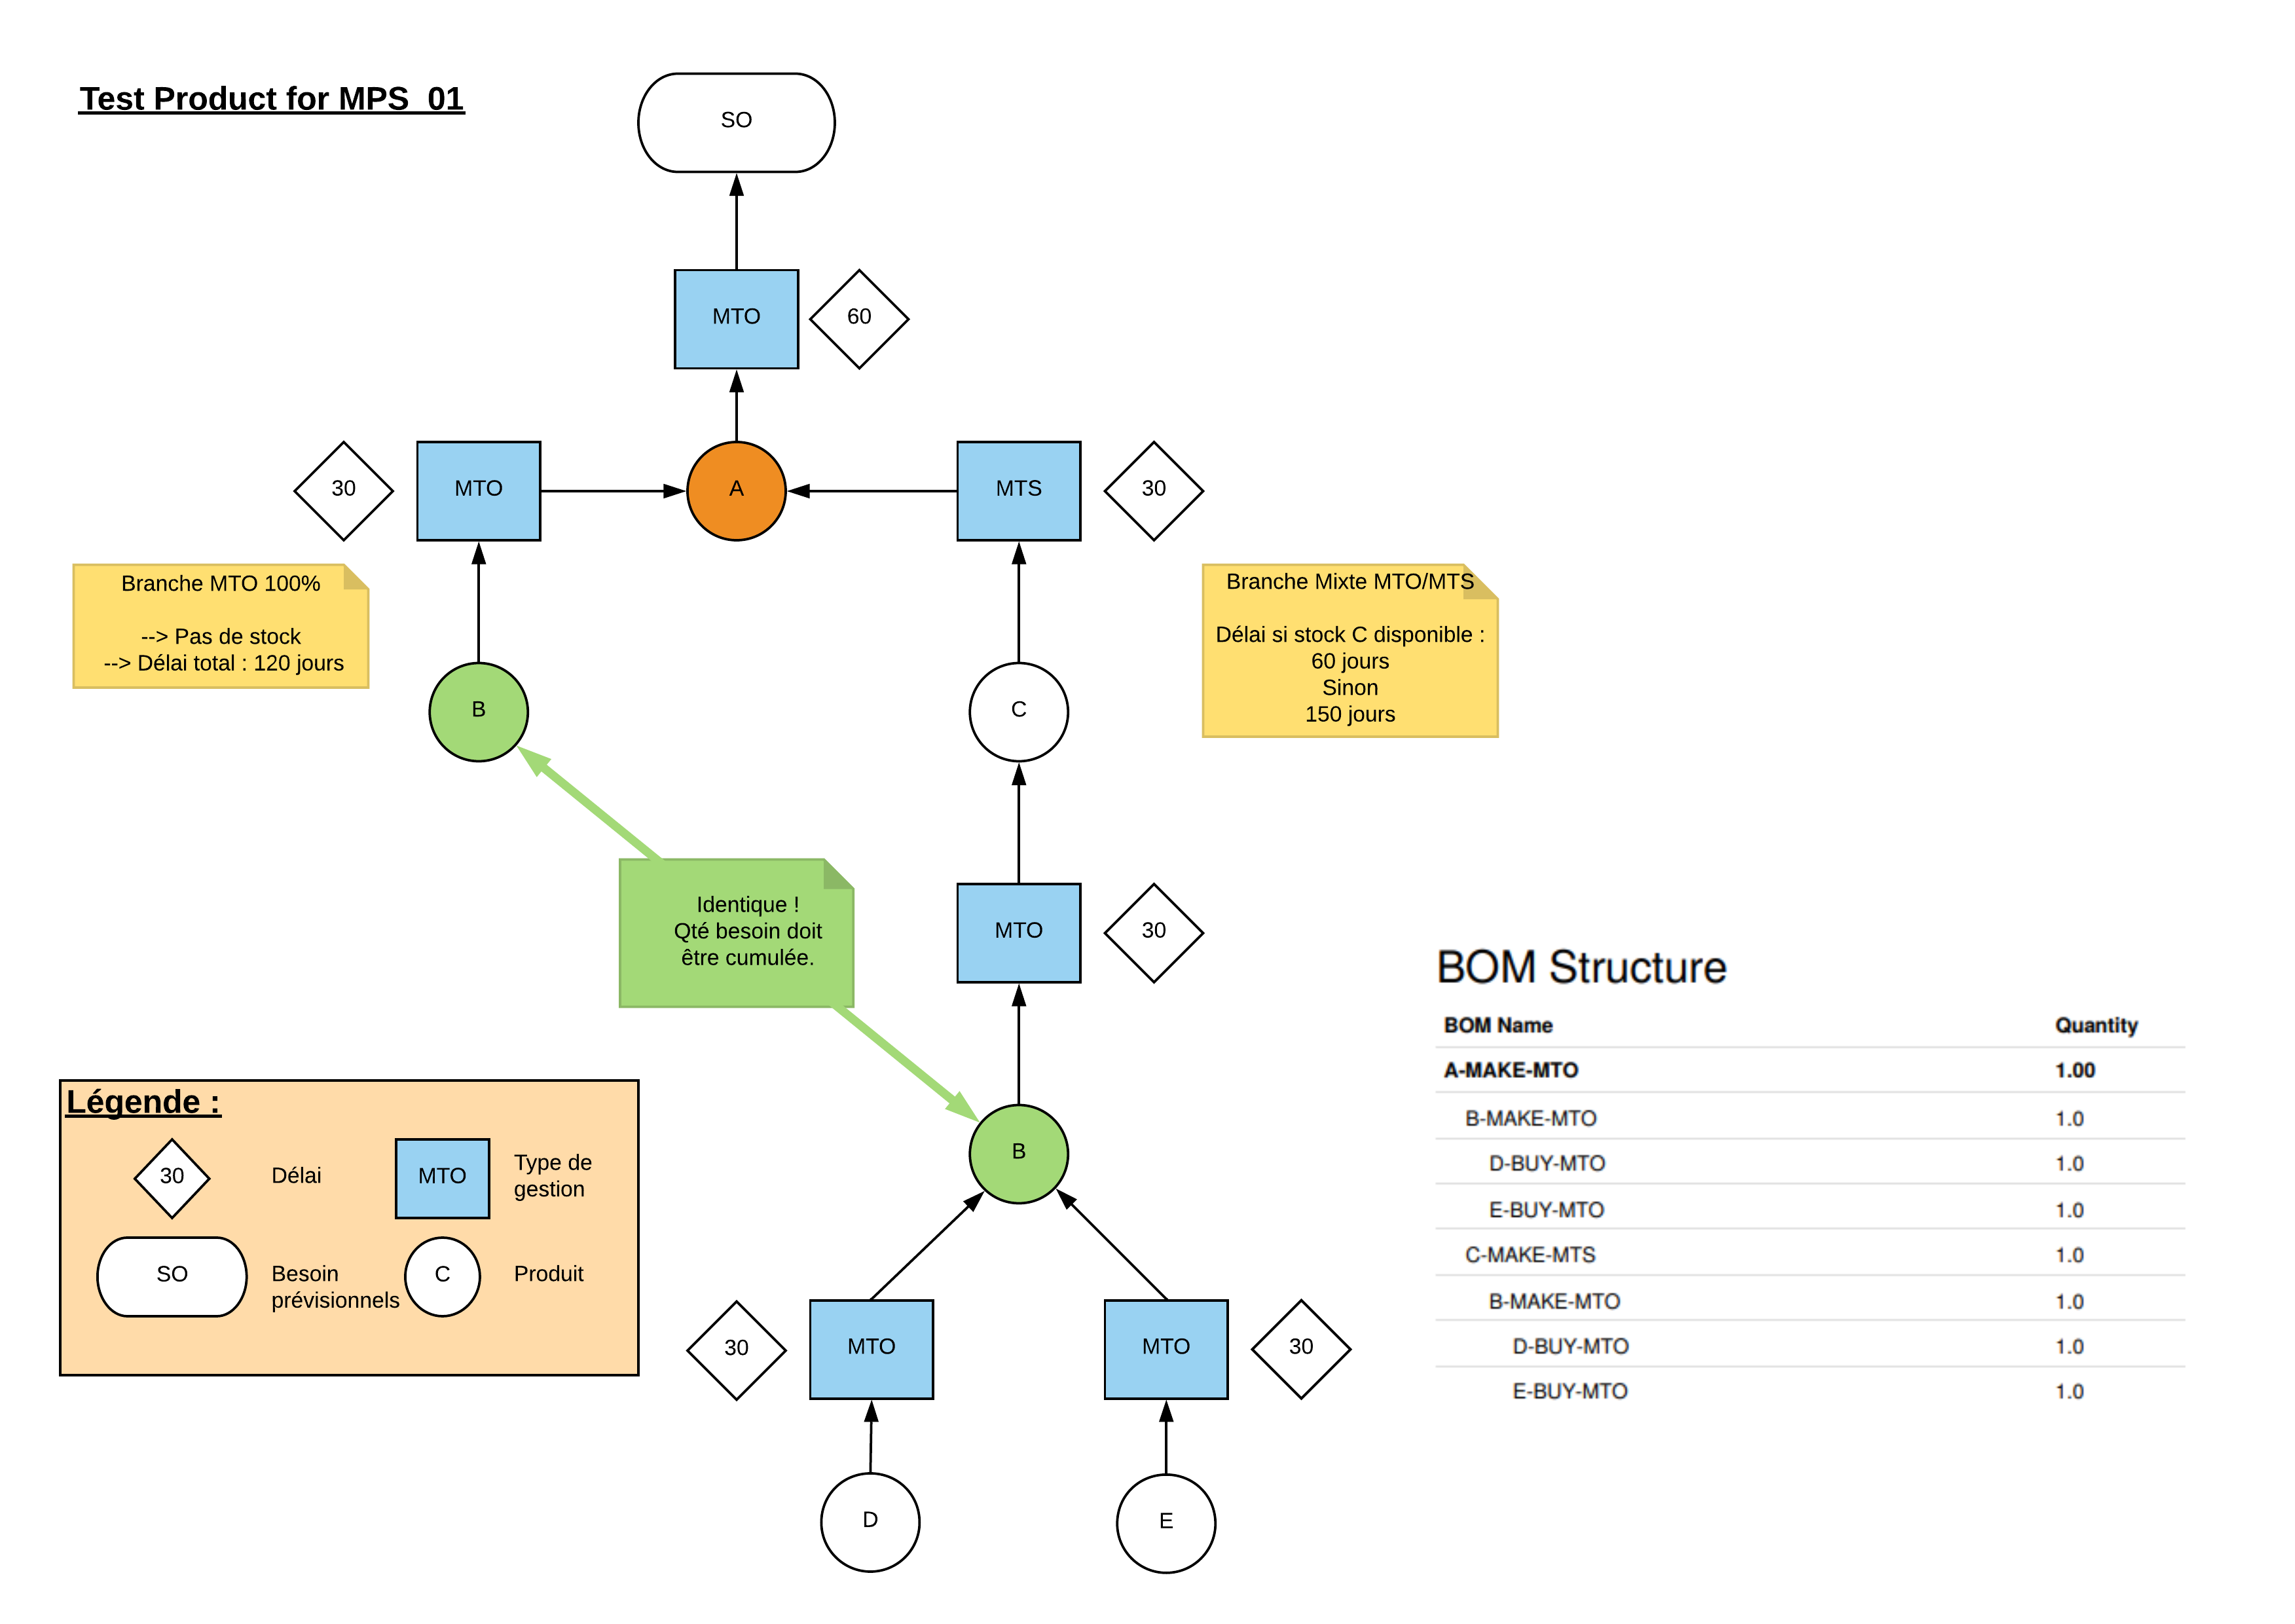 Test Product for MPS_01
SO
MTO
60
30
MTO
A
MTS
30
Branche MTO 100%
--> Pas de stock
--> Délai total : 120 jours
Branche Mixte MTO/MTS
Délai si stock C disponible :
60 jours
Sinon
150 jours
B
C
Identique !
Qté besoin doit
être cumulée.
MTO
30
B
BOM Structure
BOM Name Quantity
A-MAKE-MTO 1.00
B-MAKE-MTO 1.0
D-BUY-MTO 1.0
E-BUY-MTO 1.0
C-MAKE-MTS 1.0
B-MAKE-MTO 1.0
D-BUY-MTO 1.0
E-BUY-MTO 1.0
Légende :
30
Délai
MTO
Type de
gestion
SO
Besoin
prévisionnels
C
Produit
30
MTO
MTO
30
D
E